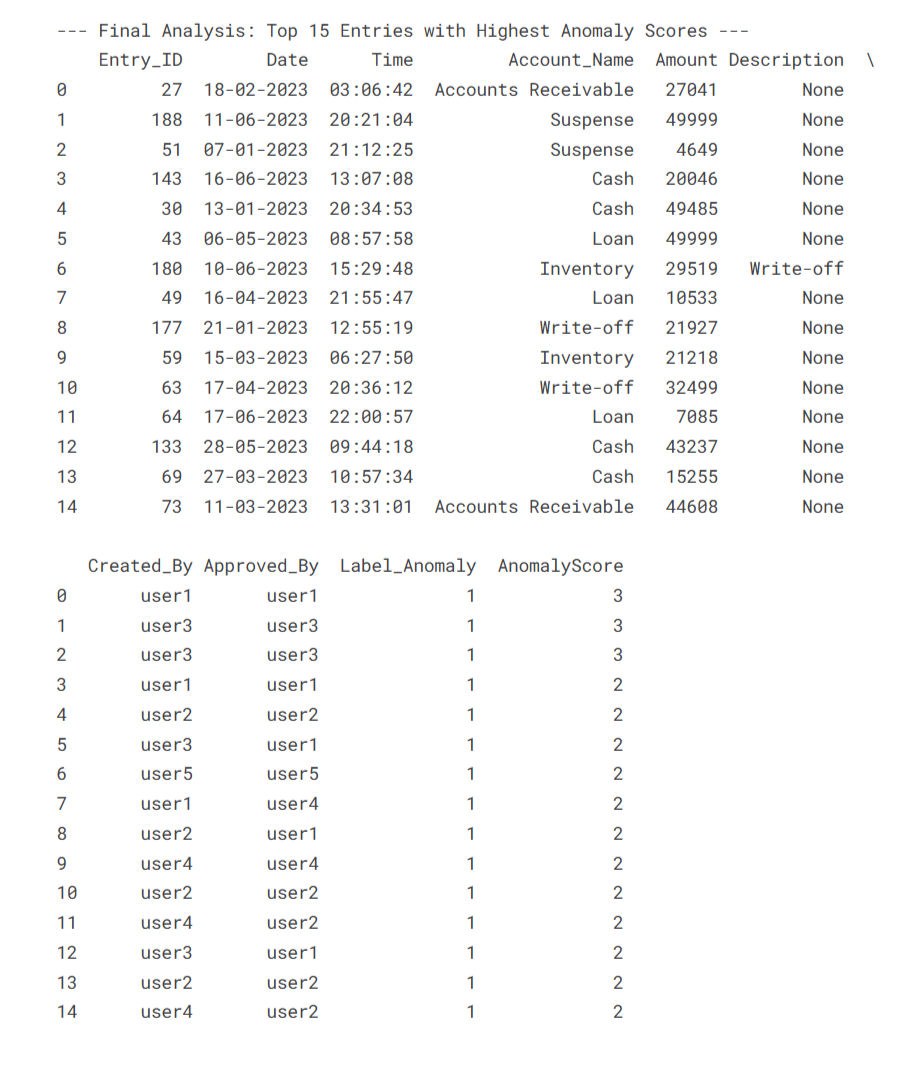 --- Final Analysis: Top 15 Entries with Highest Anomaly Scores ---
    Entry_ID        Date      Time         Account_Name  Amount Description  \
0         27  18-02-2023  03:06:42  Accounts Receivable   27041        None
1        188  11-06-2023  20:21:04             Suspense   49999        None
2         51  07-01-2023  21:12:25             Suspense    4649        None
3        143  16-06-2023  13:07:08                 Cash   20046        None
4         30  13-01-2023  20:34:53                 Cash   49485        None
5         43  06-05-2023  08:57:58                 Loan   49999        None
6        180  10-06-2023  15:29:48            Inventory   29519   Write-off
7         49  16-04-2023  21:55:47                 Loan   10533        None
8        177  21-01-2023  12:55:19            Write-off   21927        None
9         59  15-03-2023  06:27:50            Inventory   21218        None
10        63  17-04-2023  20:36:12            Write-off   32499        None
11        64  17-06-2023  22:00:57                 Loan    7085        None
12       133  28-05-2023  09:44:18                 Cash   43237        None
13        69  27-03-2023  10:57:34                 Cash   15255        None
14        73  11-03-2023  13:31:01  Accounts Receivable   44608        None

   Created_By Approved_By  Label_Anomaly  AnomalyScore
0       user1       user1              1             3
1       user3       user3              1             3
2       user3       user3              1             3
3       user1       user1              1             2
4       user2       user2              1             2
5       user3       user1              1             2
6       user5       user5              1             2
7       user1       user4              1             2
8       user2       user1              1             2
9       user4       user4              1             2
10      user2       user2              1             2
11      user4       user2              1             2
12      user3       user1              1             2
13      user2       user2              1             2
14      user4       user2              1             2